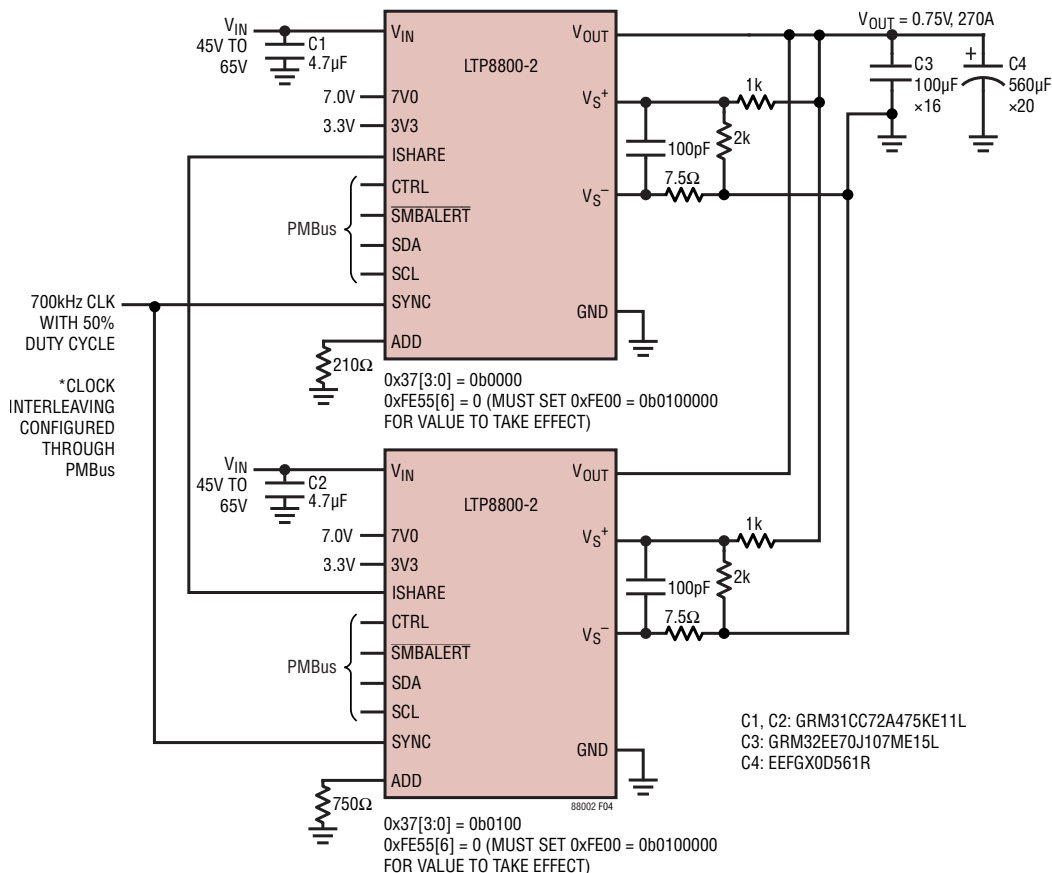 VIN
45V TO
65V
C1
4.7µF
VIN
VOUT
LTP8800-2
VOUT = 0.75V, 270A
C3
100µF
×16
+
C4
560µF
×20
7.0V
7V0
3.3V
3V3
ISHARE
VS+
1k
100pF
2k
7.5Ω
VS–
PMBus
CTRL
SMBALERT
SDA
SCL
700kHz CLK
WITH 50%
DUTY CYCLE
SYNC
GND
ADD
210Ω
*CLOCK
INTERLEAVING
CONFIGURED
THROUGH
PMBus
0x37[3:0] = 0b0000
0xFE55[6] = 0 (MUST SET 0xFE00 = 0b0100000
FOR VALUE TO TAKE EFFECT)
VIN
45V TO
65V
C2
4.7µF
VIN
VOUT
LTP8800-2
7.0V
7V0
3.3V
3V3
ISHARE
VS+
1k
100pF
2k
7.5Ω
VS–
PMBus
CTRL
SMBALERT
SDA
SCL
SYNC
GND
ADD
750Ω
88002 F04
C1, C2: GRM31CC72A475KE11L
C3: GRM32EE70J107ME15L
C4: EEFGX0D561R
0x37[3:0] = 0b0100
0xFE55[6] = 0 (MUST SET 0xFE00 = 0b0100000
FOR VALUE TO TAKE EFFECT)